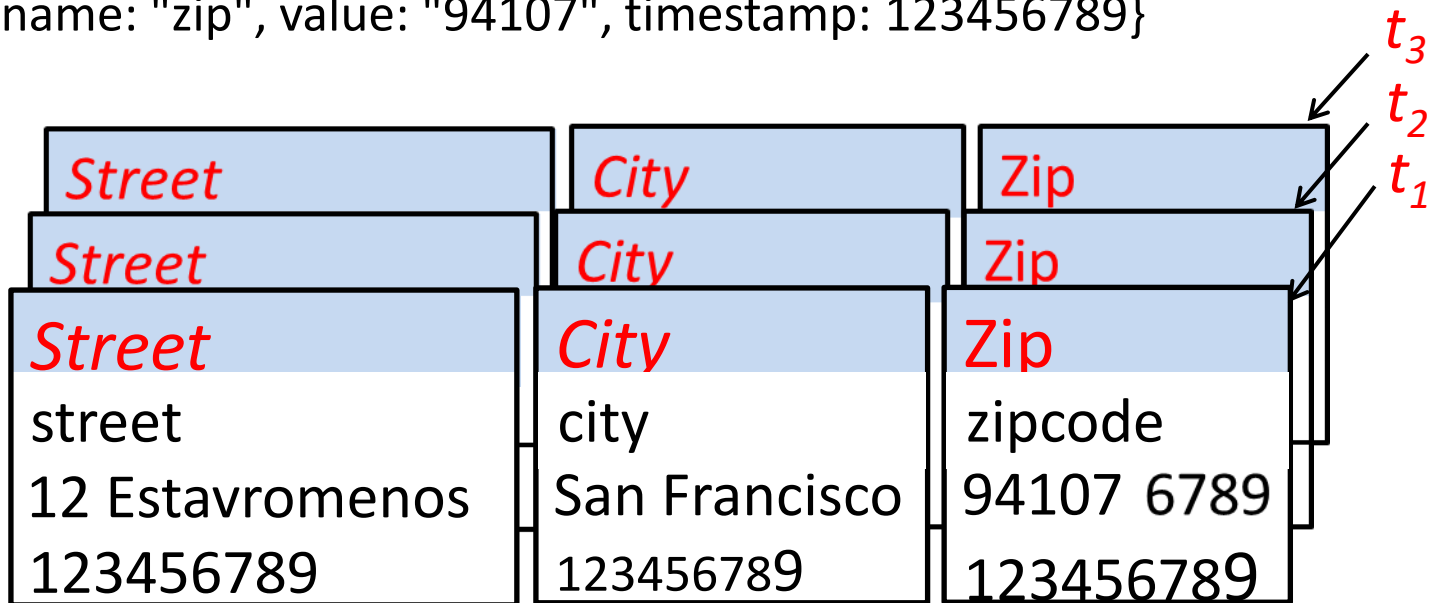 name: "zip", value: "94107", timestamp: 123456789}
t3
t2
t1
Street City Zip
Street City Zip
Street City Zip
street city zipcode
12 Estavromenos San Francisco 94107 6789
123456789 123456789 123456789